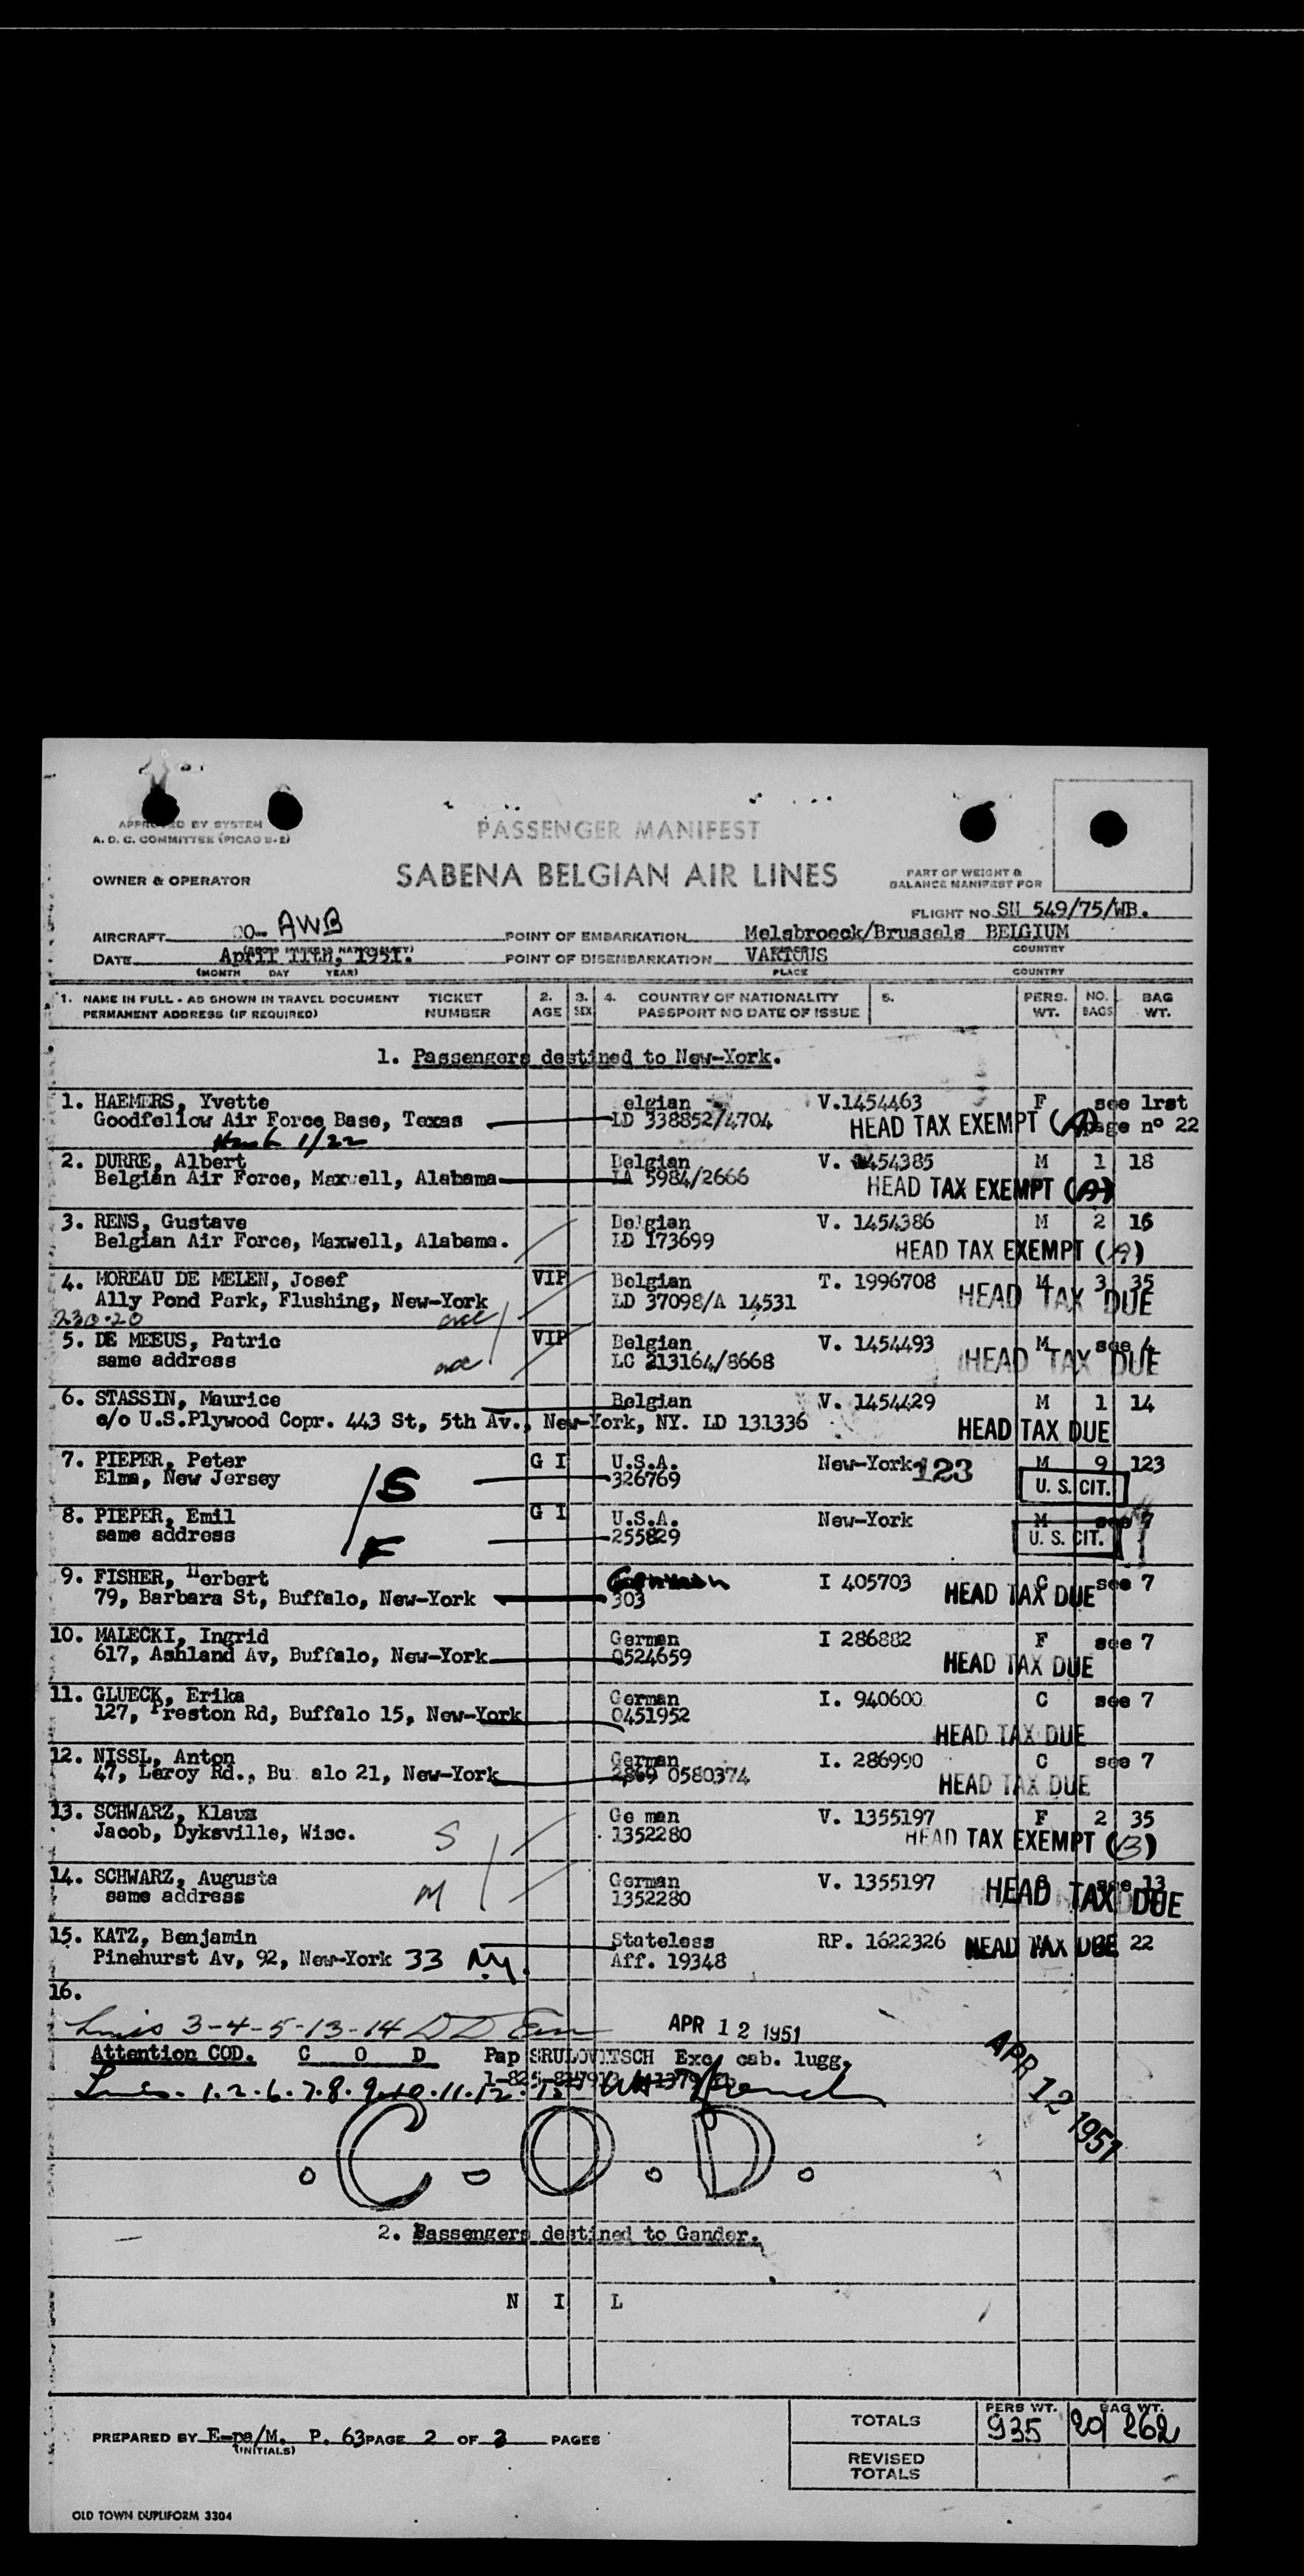 APPROVED BY SYSTEM
A. D. C. COMMITTEE (PICAO
PASSENGER MANIFEST
OWNER & OPERATOR
SABENA BELGIAN AIR LINES
PART OF WEIGHT &
BALANCE MANIFEST FOR
FLIGHT NO. SN 549/75/WB.
AIRCRAFT OO- AWB
POINT OF EMBARKATION Melsbroeck/Brussels BELGIUM
COUNTRY
DATE April 11th, 1951.
(MONTH DAY YEAR)
POINT OF DISEMBARKATION VARIOUS
PLACE COUNTRY
1. NAME IN FULL - AS SHOWN IN TRAVEL DOCUMENT TICKET 2. 3. 4. COUNTRY OF NATIONALITY 5. PERS. NO. BAG
PERMANENT ADDRESS (IF REQUIRED) NUMBER AGE SEX PASSPORT NO DATE OF ISSUE WT. BAGS WT.
1. Passengers destined to New-York.
1. HAEMERS, Yvette elgian V.1454463 F see 1rst
Goodfellow Air Force Base, Texas LD 338852/4704 HEAD TAX EXEMPT (A) page n° 22
1/22
2. DURRE, Albert Belgian V. 1454385 M 1 18
Belgian Air Force, Maxwell, Alabama LA 5984/2666 HEAD TAX EXEMPT (A)
3. RENS, Gustave Belgian V. 1454386 M 2 16
Belgian Air Force, Maxwell, Alabama. LD 173699 HEAD TAX EXEMPT (A)
4. MOREAU DE MELEN, Josef VIP Belgian T. 1996708 M 3 35
Ally Pond Park, Flushing, New-York LD 37098/A 14531 HEAD TAX DUE
230-20
5. DE MEEUS, Patric VIP Belgian V. 1454493 M see 4
same address LC 213164/8668 HEAD TAX DUE
6. STASSIN, Maurice Belgian V. 1454429 M 1 14
c/o U.S.Plywood Copr. 443 St, 5th Av., New-York, NY. LD 131336 HEAD TAX DUE
7. PIEPER, Peter G I U.S.A. New-York 123 M 9 123
Elma, New Jersey S 326769 U. S. CIT.
8. PIEPER, Emil G I U.S.A. New-York M see 7
same address F 255829 U. S. CIT.
9. FISHER, Herbert German I 405703 C see 7
79, Barbara St, Buffalo, New-York 303 HEAD TAX DUE
10. MALECKI, Ingrid German I 286882 F see 7
617, Ashland Av, Buffalo, New-York 0524659 HEAD TAX DUE
11. GLUECK, Erika German I. 940600 C see 7
127, Preston Rd, Buffalo 15, New-York 0451952 HEAD TAX DUE
12. NISSL, Anton German I. 286990 C see 7
47, Leroy Rd., Bu alo 21, New-York 0580374 HEAD TAX DUE
13. SCHWARZ, Klaus Ge man V. 1355197 F 2 35
Jacob, Dyksville, Wisc. S 1352280 HEAD TAX EXEMPT (B)
14. SCHWARZ, Augusta German V. 1355197 see 13
same address M 1352280 HEAD TAX DUE
15. KATZ, Benjamin Stateless RP. 1622326 HEAD TAX DUE 22
Pinehurst Av, 92, New-York 33 N.Y. Aff. 19348
16.
3-4-5-13-14 APR 12 1951
Attention COD. C O D Pap SRULOVITSCH Exc. cab. lugg.
1.2.6.7.8.9.10.11.12.15
APR 12 1951
. C . O . D .
2. Passengers destined to Gander.
N I L
TOTALS PERS WT. 935 20 BAG WT. 262
PREPARED BY P. 63 PAGE 2 OF 3 PAGES
(INITIALS)
REVISED
TOTALS
OLD TOWN DUPLIFORM 3304